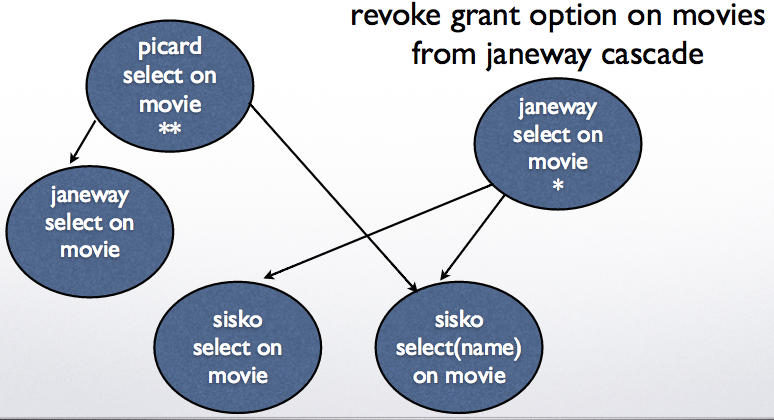 revoke grant option on movies
from janeway cascade
picard
select on
movie
**
janeway
select on
movie
*
janeway
select on
movie
sisko
select on
movie
sisko
select(name)
on movie